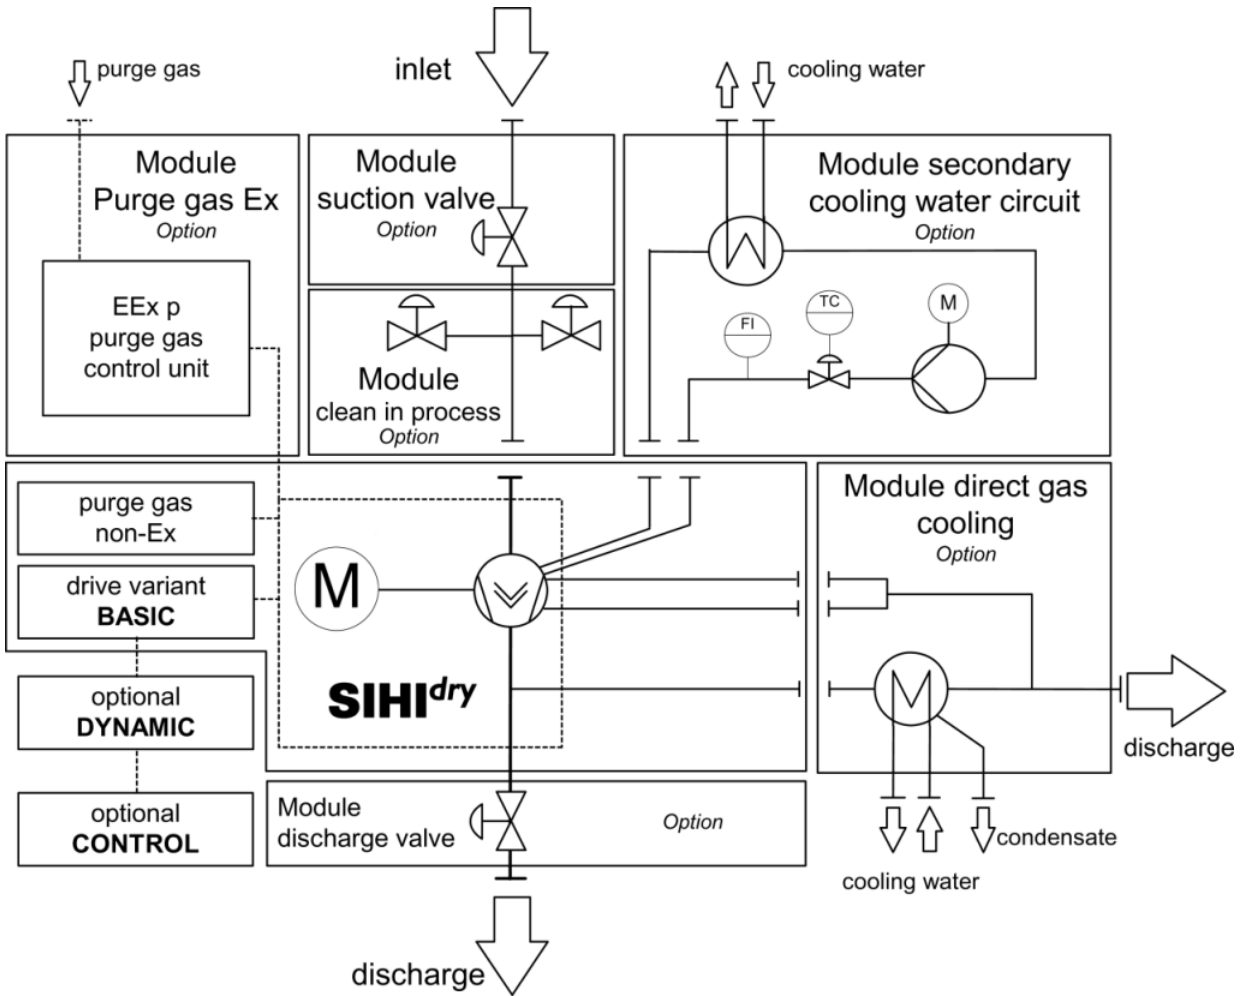 purge gas
inlet
cooling water
Module
Purge gas Ex
Option
EEx p
purge gas
control unit
Module
suction valve
Option
Module
clean in process
Option
Module secondary
cooling water circuit
Option
FI
TC
M
purge gas
non-Ex
drive variant
BASIC
optional
DYNAMIC
optional
CONTROL
M
SIHIdry
Module direct gas
cooling
Option
discharge
condensate
cooling water
Module
discharge valve
Option
discharge